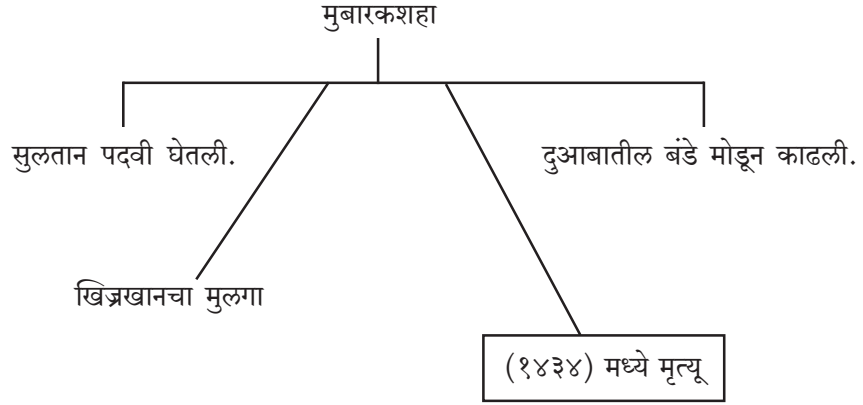 मुबारकशहा
सुलतान पदवी घेतली.
दुआबातील बंडे मोडून काढली.
खिज्रखानचा मुलगा
(१४३४) मध्ये मृत्यू